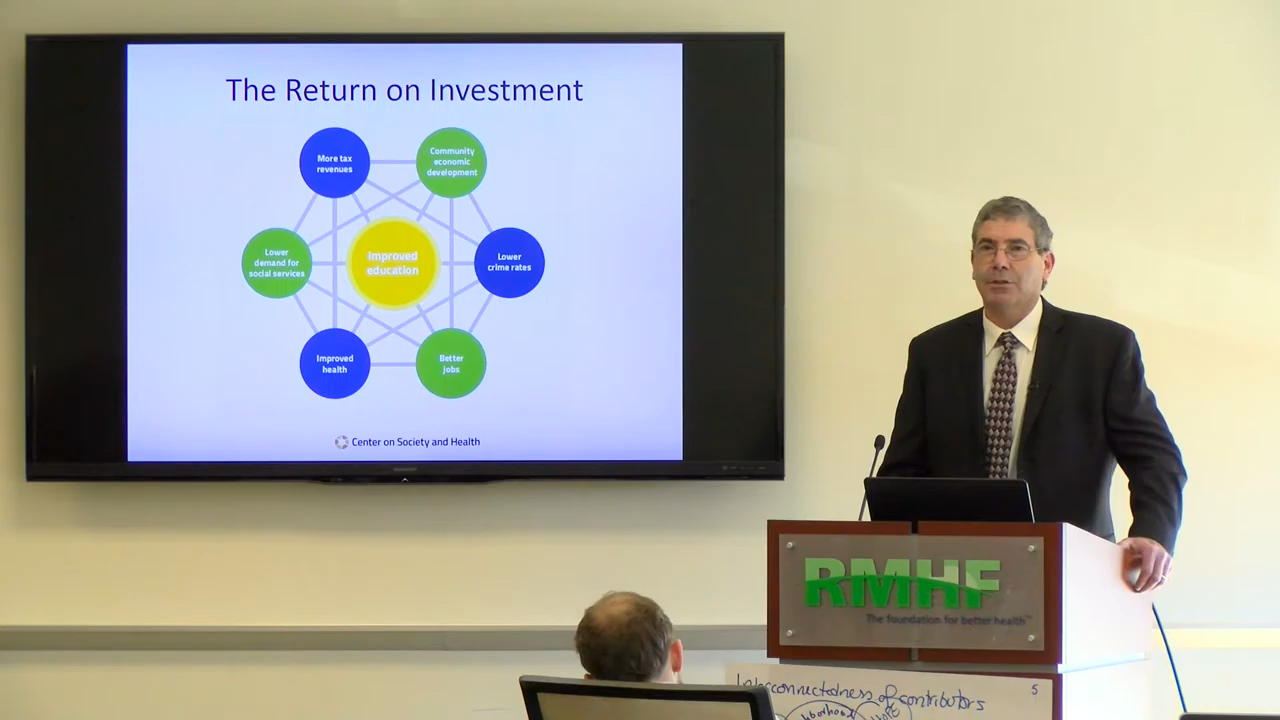 The Return on Investment
More tax
revenues
Community
economic
development
Lower
demand for
social services
Improved
education
Lower
crime rates
Improved
health
Better
jobs
Center on Society and Health
RMHF
The foundation for better health™
Interconnectedness of contributors
5